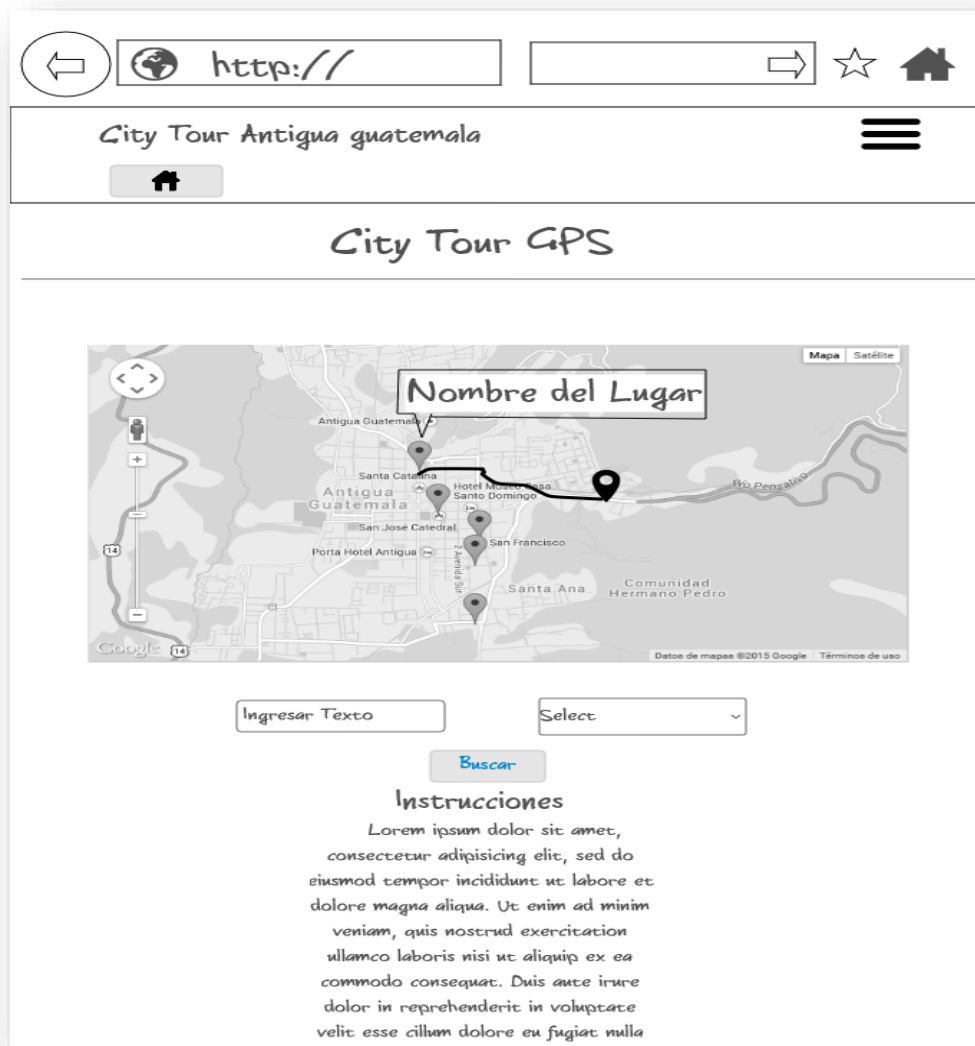 http://
City Tour Antigua guatemala
City Tour GPS
Mapa Satélite
Nombre del Lugar
Antigua Guatemala
Santa Catalina
Hotel Museo Casa
Santo Domingo
Antigua
Guatemala
Río Pensativo
San José Catedral
San Francisco
Porta Hotel Antigua
2 Avenida Sur
14
Santa Ana
Comunidad
Hermano Pedro
Google
14
Datos de mapas ©2015 Google Términos de uso
Ingresar Texto
Select
Buscar
Instrucciones
Lorem ipsum dolor sit amet,
consectetur adipisicing elit, sed do
eiusmod tempor incididunt ut labore et
dolore magna aliqua. Ut enim ad minim
veniam, quis nostrud exercitation
ullamco laboris nisi ut aliquip ex ea
commodo consequat. Duis aute irure
dolor in reprehenderit in voluptate
velit esse cillum dolore eu fugiat nulla